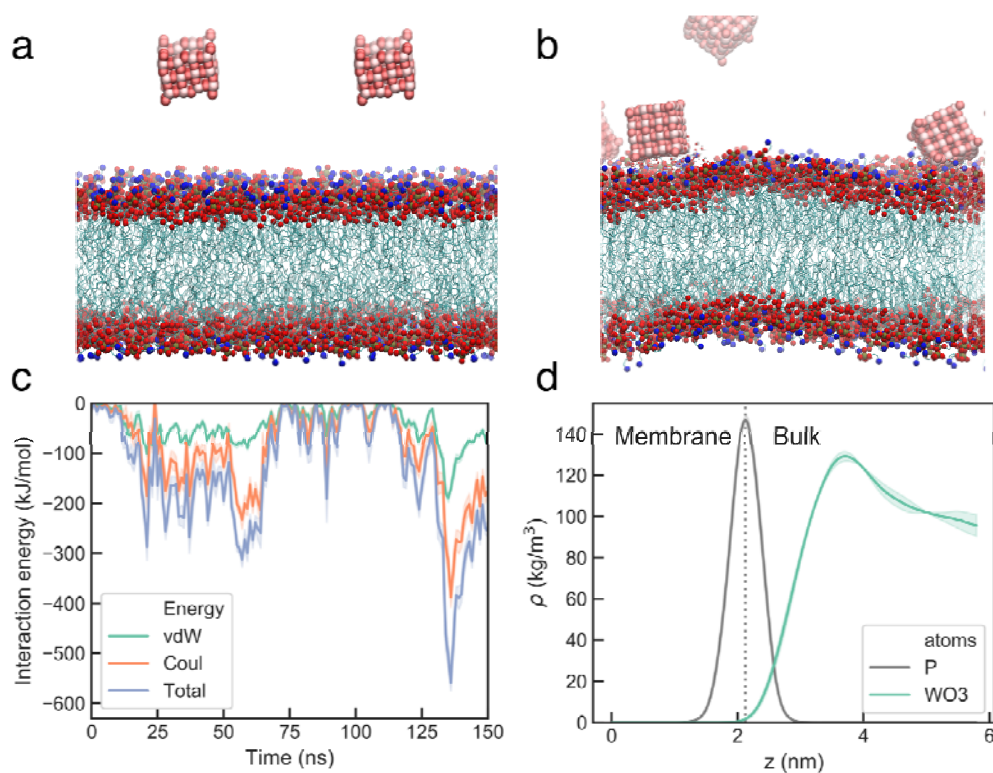 a
b
c
0
−100
−200
−300
−400
−500
−600
Interaction energy (kJ/mol)
Energy
vdW
Coul
Total
0
25
50
75
100
125
150
Time (ns)
d
140
120
100
80
60
40
20
0
ρ (kg/m³)
Membrane
Bulk
atoms
P
WO3
0
2
4
6
z (nm)